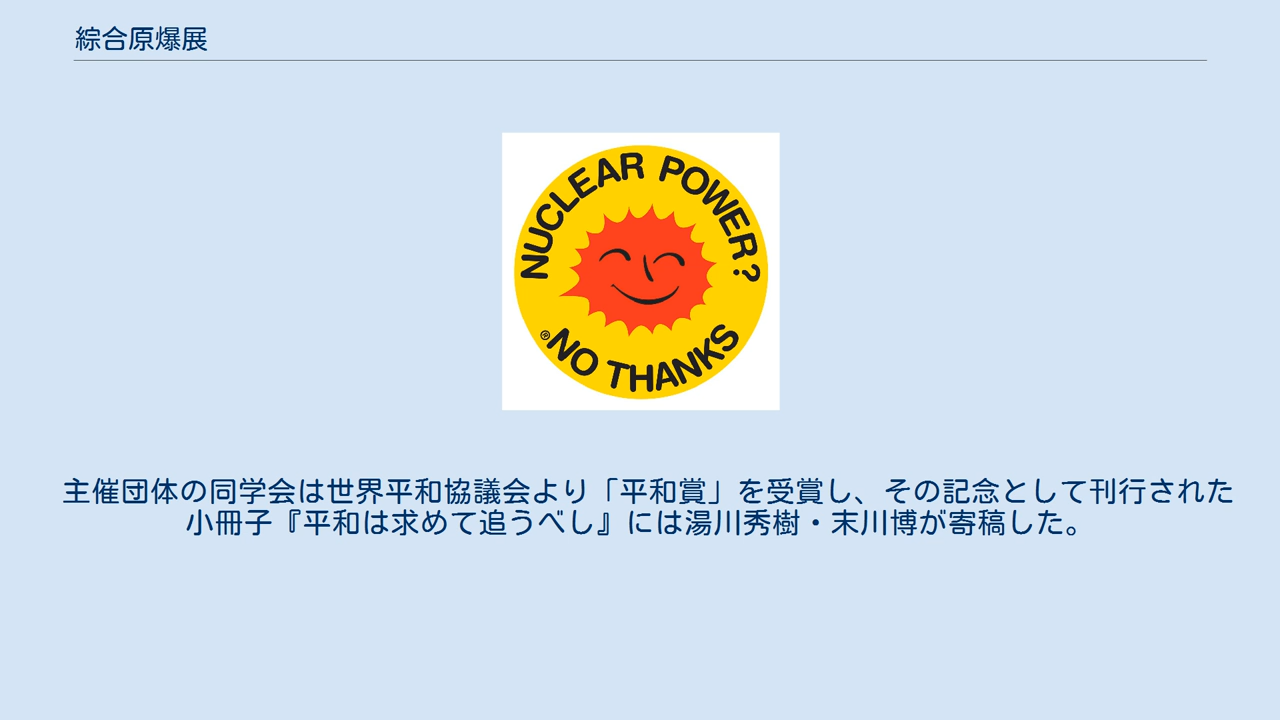 綜合原爆展
NUCLEAR POWER?
®NO THANKS
主催団体の同学会は世界平和協議会より「平和賞」を受賞し、その記念として刊行された
小冊子『平和は求めて追うべし』には湯川秀樹・末川博が寄稿した。